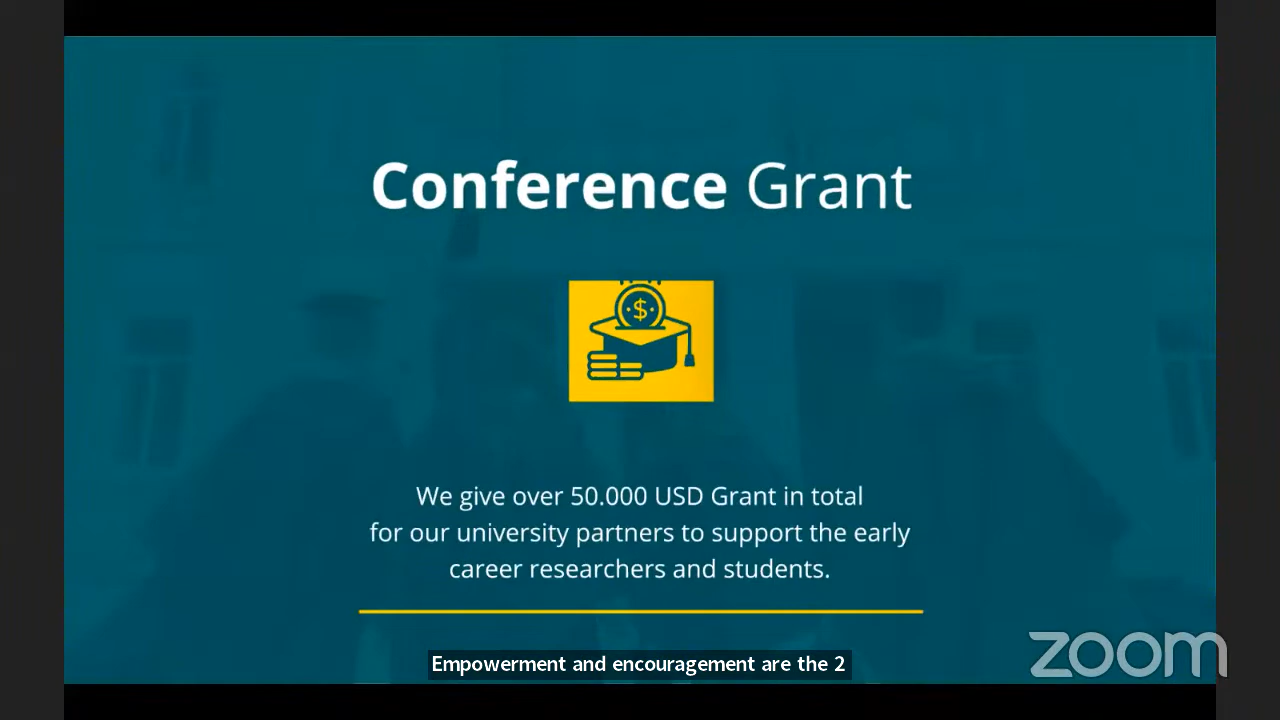 Conference Grant
$
We give over 50.000 USD Grant in total
for our university partners to support the early
career researchers and students.
Empowerment and encouragement are the 2
zoom